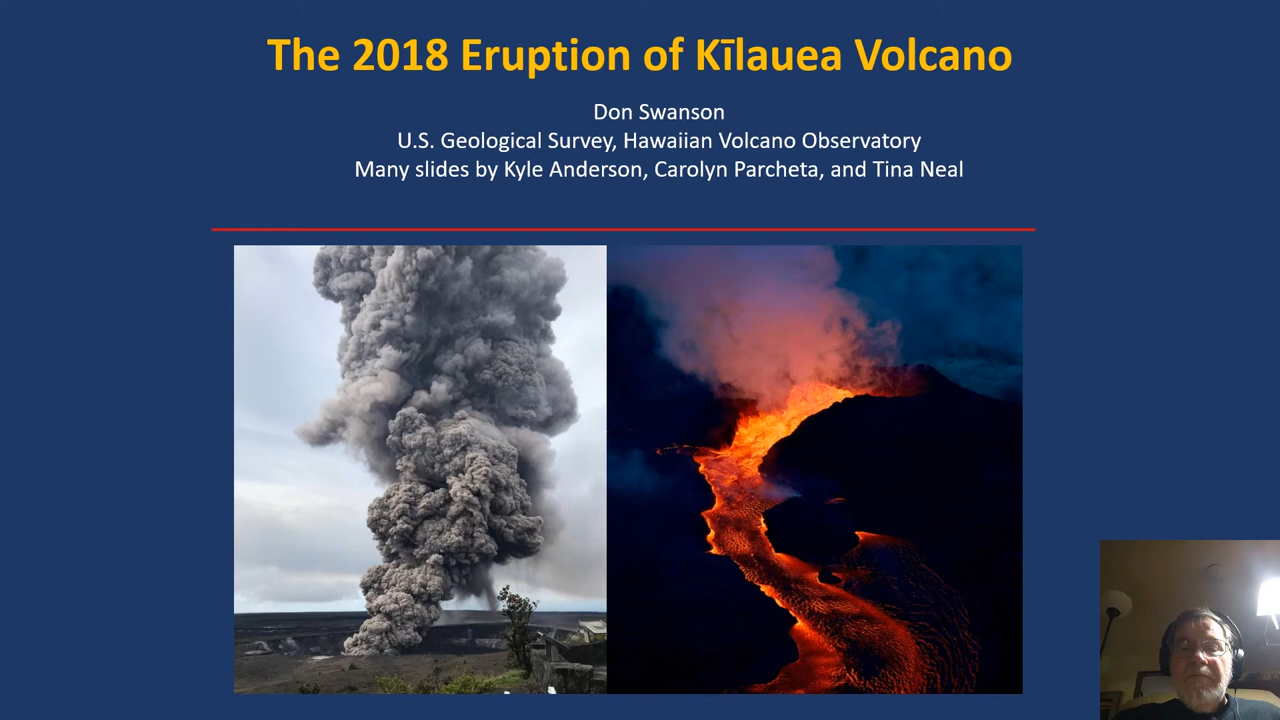 The 2018 Eruption of Kīlauea Volcano
Don Swanson
U.S. Geological Survey, Hawaiian Volcano Observatory
Many slides by Kyle Anderson, Carolyn Parcheta, and Tina Neal